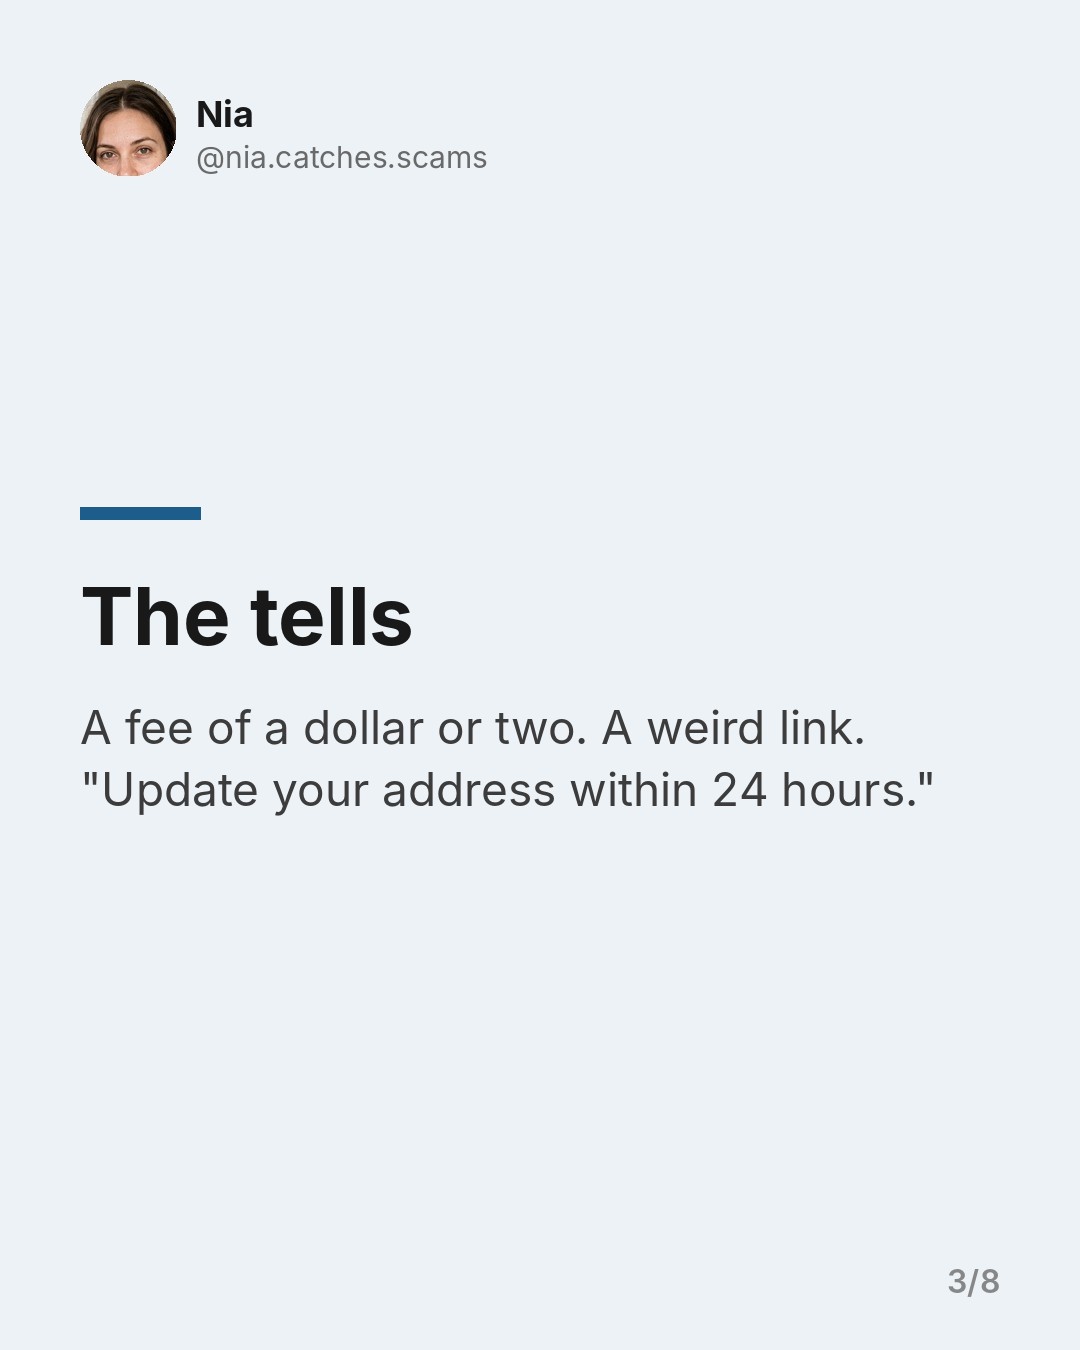 Nia
@nia.catches.scams
The tells
A fee of a dollar or two. A weird link.
"Update your address within 24 hours."
3/8